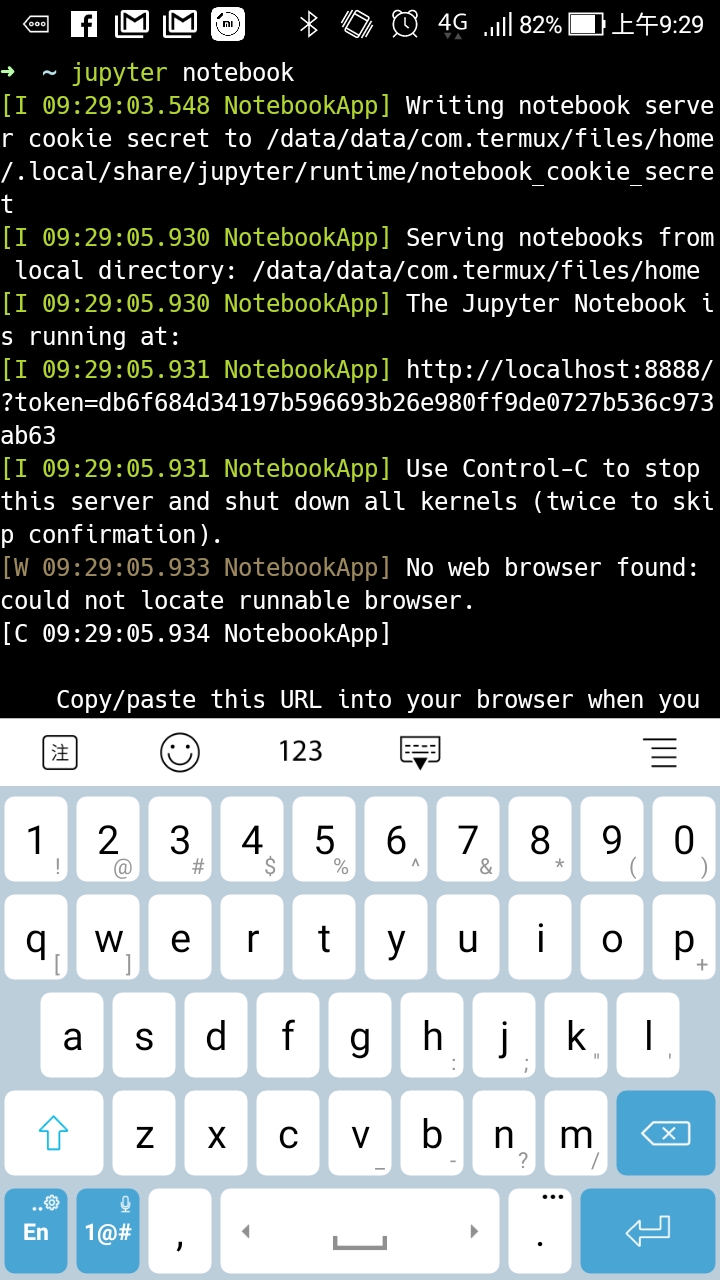 82% 4G 上午9:29
➜  ~ jupyter notebook
[I 09:29:03.548 NotebookApp] Writing notebook serve
r cookie secret to /data/data/com.termux/files/home
/.local/share/jupyter/runtime/notebook_cookie_secre
t
[I 09:29:05.930 NotebookApp] Serving notebooks from
 local directory: /data/data/com.termux/files/home
[I 09:29:05.930 NotebookApp] The Jupyter Notebook i
s running at:
[I 09:29:05.931 NotebookApp] http://localhost:8888/
?token=db6f684d34197b596693b26e980ff9de0727b536c973
ab63
[I 09:29:05.931 NotebookApp] Use Control-C to stop
this server and shut down all kernels (twice to ski
p confirmation).
[W 09:29:05.933 NotebookApp] No web browser found:
could not locate runnable browser.
[C 09:29:05.934 NotebookApp]
    Copy/paste this URL into your browser when you
注 123
1 ! 2 @ 3 # 4 $ 5 % 6 ^ 7 & 8 * 9 ( 0 )
q [ w ] e r t y u i o p +
a s d f g h : j ; k " l '
z x c v _ b - n ? m /
En 1@# , . ...